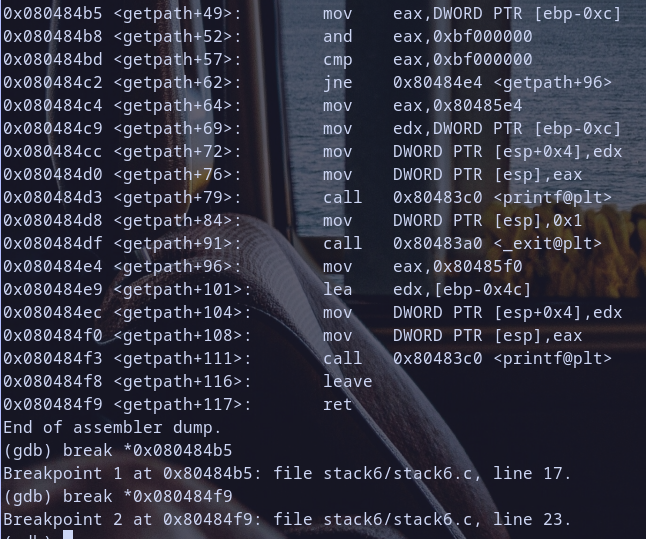 0x080484b5 <getpath+49>: mov eax,DWORD PTR [ebp-0xc]
0x080484b8 <getpath+52>: and eax,0xbf000000
0x080484bd <getpath+57>: cmp eax,0xbf000000
0x080484c2 <getpath+62>: jne 0x80484e4 <getpath+96>
0x080484c4 <getpath+64>: mov eax,0x80485e4
0x080484c9 <getpath+69>: mov edx,DWORD PTR [ebp-0xc]
0x080484cc <getpath+72>: mov DWORD PTR [esp+0x4],edx
0x080484d0 <getpath+76>: mov DWORD PTR [esp],eax
0x080484d3 <getpath+79>: call 0x80483c0 <printf@plt>
0x080484d8 <getpath+84>: mov DWORD PTR [esp],0x1
0x080484df <getpath+91>: call 0x80483a0 <_exit@plt>
0x080484e4 <getpath+96>: mov eax,0x80485f0
0x080484e9 <getpath+101>: lea edx,[ebp-0x4c]
0x080484ec <getpath+104>: mov DWORD PTR [esp+0x4],edx
0x080484f0 <getpath+108>: mov DWORD PTR [esp],eax
0x080484f3 <getpath+111>: call 0x80483c0 <printf@plt>
0x080484f8 <getpath+116>: leave
0x080484f9 <getpath+117>: ret
End of assembler dump.
(gdb) break *0x080484b5
Breakpoint 1 at 0x80484b5: file stack6/stack6.c, line 17.
(gdb) break *0x080484f9
Breakpoint 2 at 0x80484f9: file stack6/stack6.c, line 23.
(gdb)